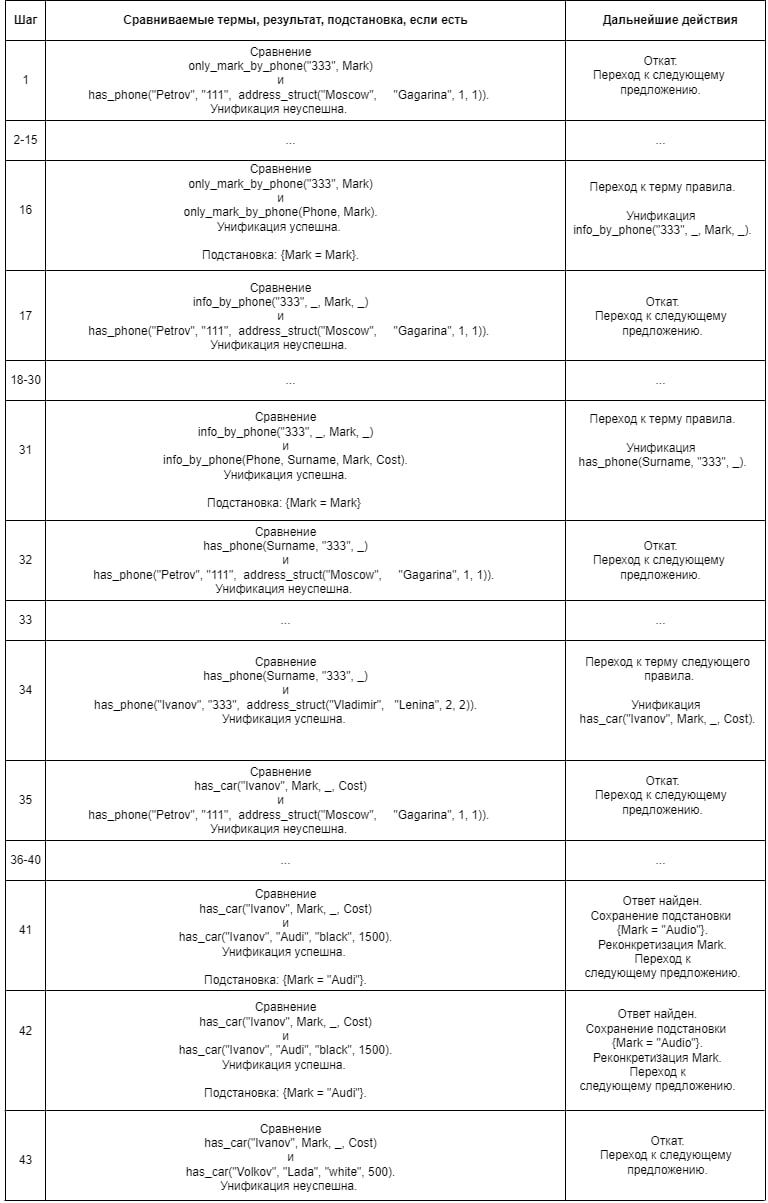 Шаг
Сравниваемые термы, результат, подстановка, если есть
Дальнейшие действия
1
Сравнение
only_mark_by_phone("333", Mark)
и
has_phone("Petrov", "111", address_struct("Moscow", "Gagarina", 1, 1)).
Унификация неуспешна.
Откат.
Переход к следующему
предложению.
2-15
...
...
16
Сравнение
only_mark_by_phone("333", Mark)
и
only_mark_by_phone(Phone, Mark).
Унификация успешна.
Подстановка: {Mark = Mark}.
Переход к терму правила.
Унификация
info_by_phone("333", _, Mark, _).
17
Сравнение
info_by_phone("333", _, Mark, _)
и
has_phone("Petrov", "111", address_struct("Moscow", "Gagarina", 1, 1)).
Унификация неуспешна.
Откат.
Переход к следующему
предложению.
18-30
...
...
31
Сравнение
info_by_phone("333", _, Mark, _)
и
info_by_phone(Phone, Surname, Mark, Cost).
Унификация успешна.
Подстановка: {Mark = Mark}
Переход к терму правила.
Унификация
has_phone(Surname, "333", _).
32
Сравнение
has_phone(Surname, "333", _)
и
has_phone("Petrov", "111", address_struct("Moscow", "Gagarina", 1, 1)).
Унификация неуспешна.
Откат.
Переход к следующему
предложению.
33
...
...
34
Сравнение
has_phone(Surname, "333", _)
и
has_phone("Ivanov", "333", address_struct("Vladimir", "Lenina", 2, 2)).
Унификация успешна.
Переход к терму следующего
правила.
Унификация
has_car("Ivanov", Mark, _, Cost).
35
Сравнение
has_car("Ivanov", Mark, _, Cost)
и
has_phone("Petrov", "111", address_struct("Moscow", "Gagarina", 1, 1)).
Унификация неуспешна.
Откат.
Переход к следующему
предложению.
36-40
...
...
41
Сравнение
has_car("Ivanov", Mark, _, Cost)
и
has_car("Ivanov", "Audi", "black", 1500).
Унификация успешна.
Подстановка: {Mark = "Audi"}.
Ответ найден.
Сохранение подстановки
{Mark = "Audio"}.
Реконкретизация Mark.
Переход к
следующему предложению.
42
Сравнение
has_car("Ivanov", Mark, _, Cost)
и
has_car("Ivanov", "Audi", "black", 1500).
Унификация успешна.
Подстановка: {Mark = "Audi"}.
Ответ найден.
Сохранение подстановки
{Mark = "Audio"}.
Реконкретизация Mark.
Переход к
следующему предложению.
43
Сравнение
has_car("Ivanov", Mark, _, Cost)
и
has_car("Volkov", "Lada", "white", 500).
Унификация неуспешна.
Откат.
Переход к следующему
предложению.